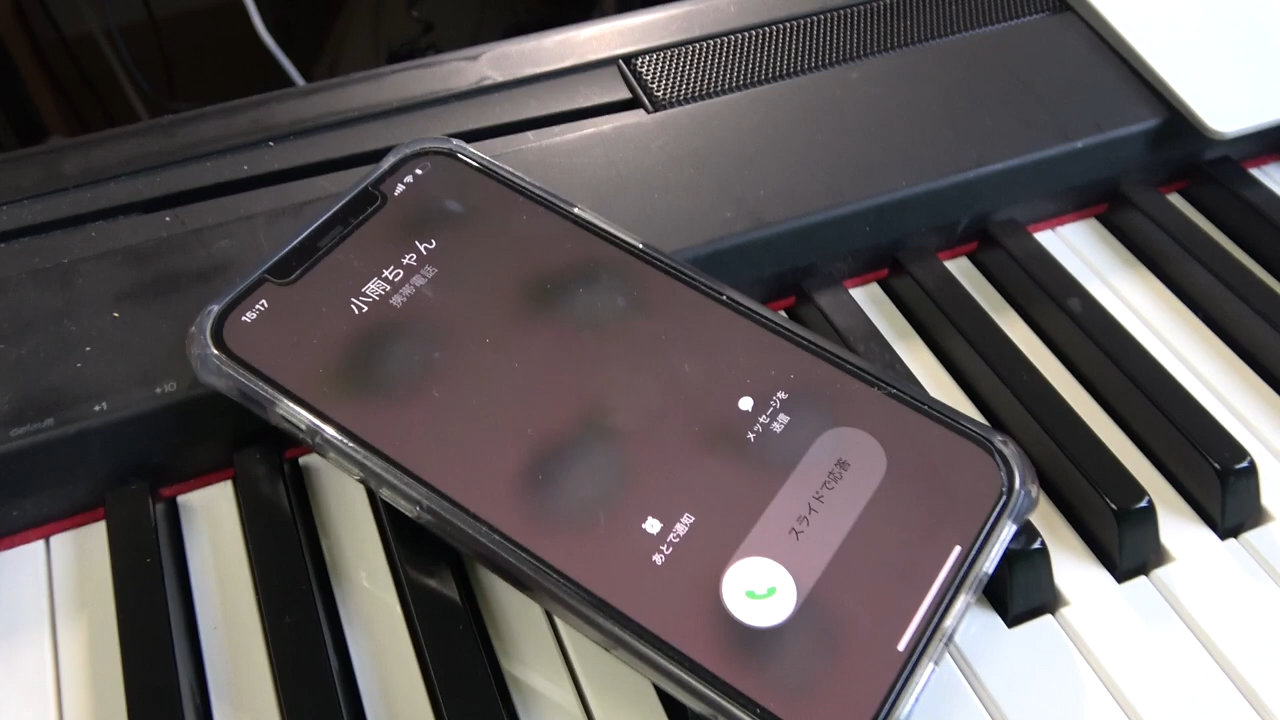 15:17
小雨ちゃん
携帯電話
メッセージを
送信
あとで通知
スライドで応答
default
+1
+10